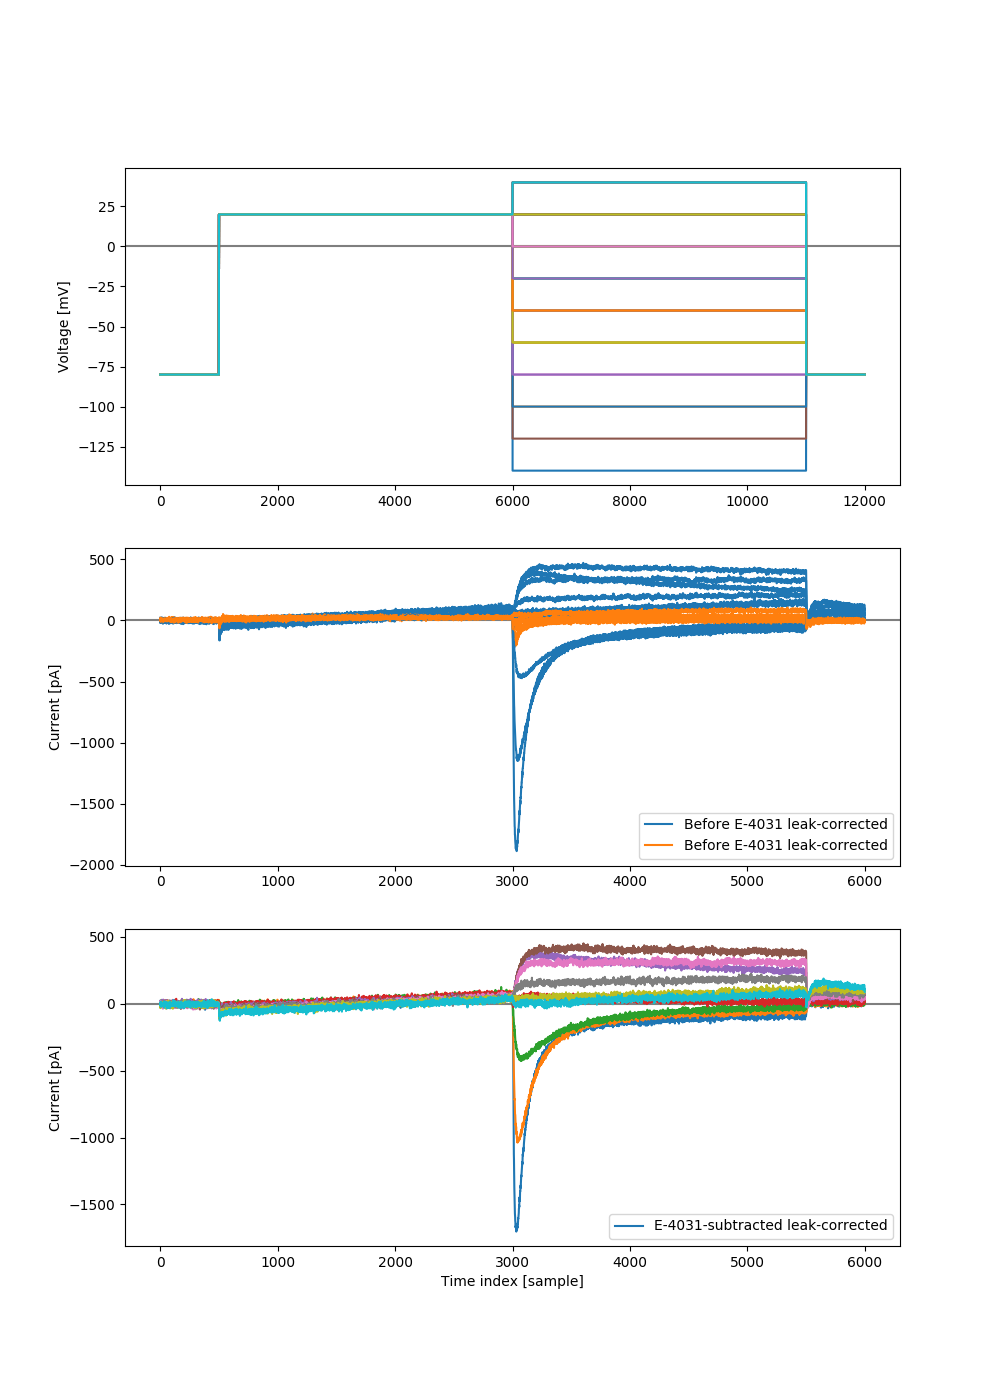 25
0
−25
−50
−75
−100
−125
Voltage [mV]
0 2000 4000 6000 8000 10000 12000
500
0
−500
−1000
−1500
−2000
Current [pA]
Before E-4031 leak-corrected
Before E-4031 leak-corrected
0 1000 2000 3000 4000 5000 6000
500
0
−500
−1000
−1500
Current [pA]
E-4031-subtracted leak-corrected
0 1000 2000 3000 4000 5000 6000
Time index [sample]